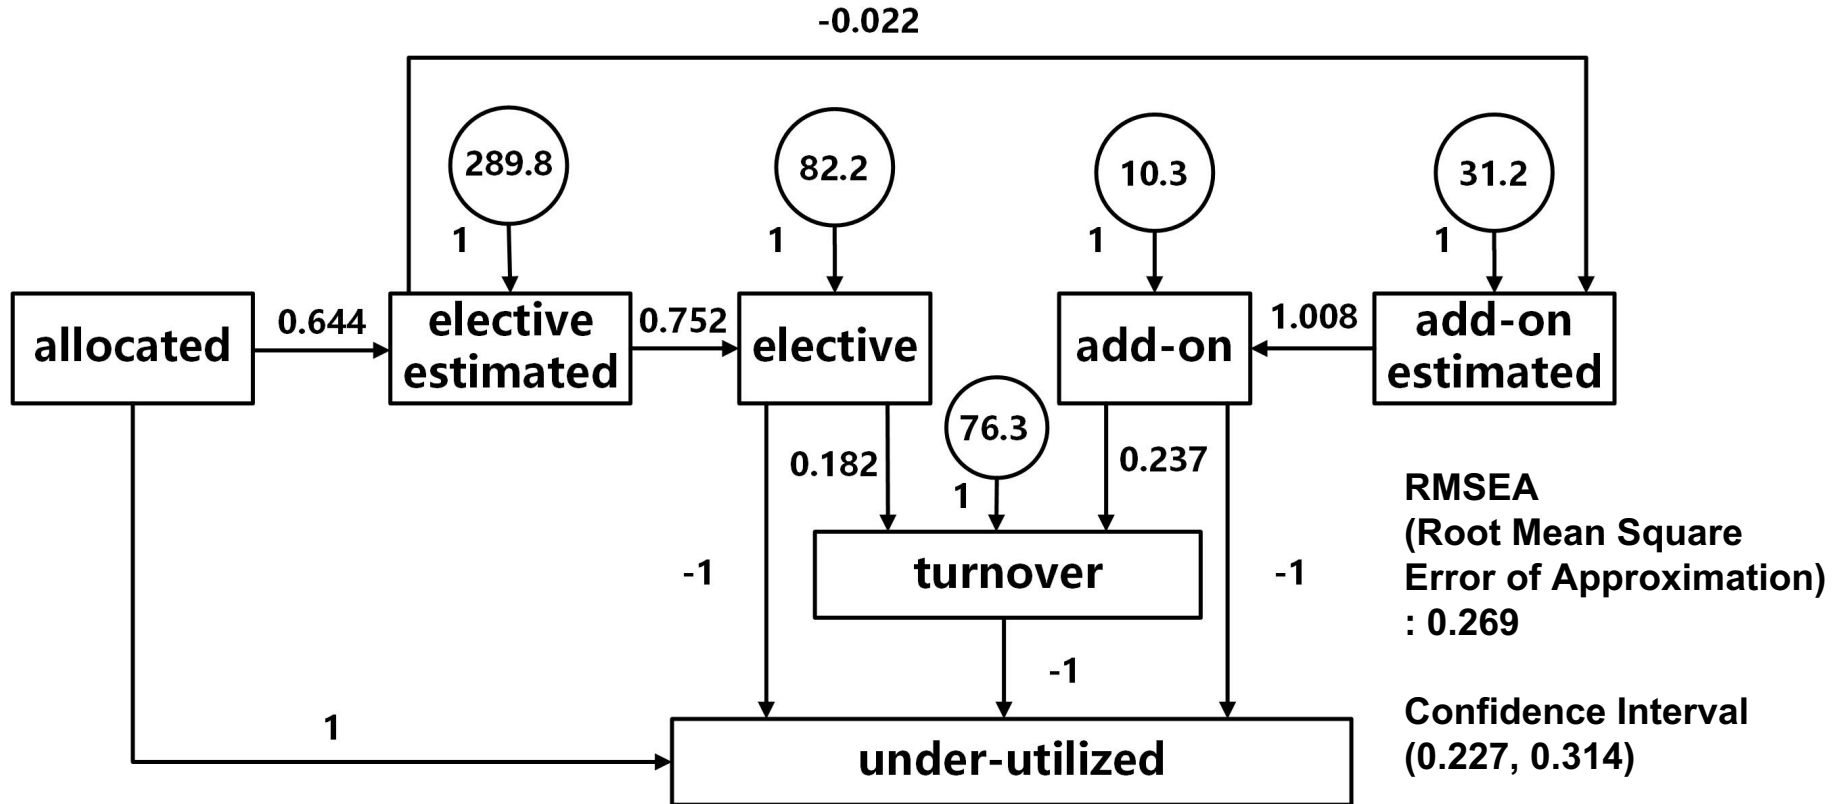 -0.022
289.8
82.2
10.3
31.2
1
1
1
1
allocated
0.644
elective
estimated
0.752
elective
add-on
1.008
add-on
estimated
76.3
0.182
1
0.237
turnover
-1
-1
-1
1
under-utilized
RMSEA
(Root Mean Square
Error of Approximation)
: 0.269
Confidence Interval
(0.227, 0.314)